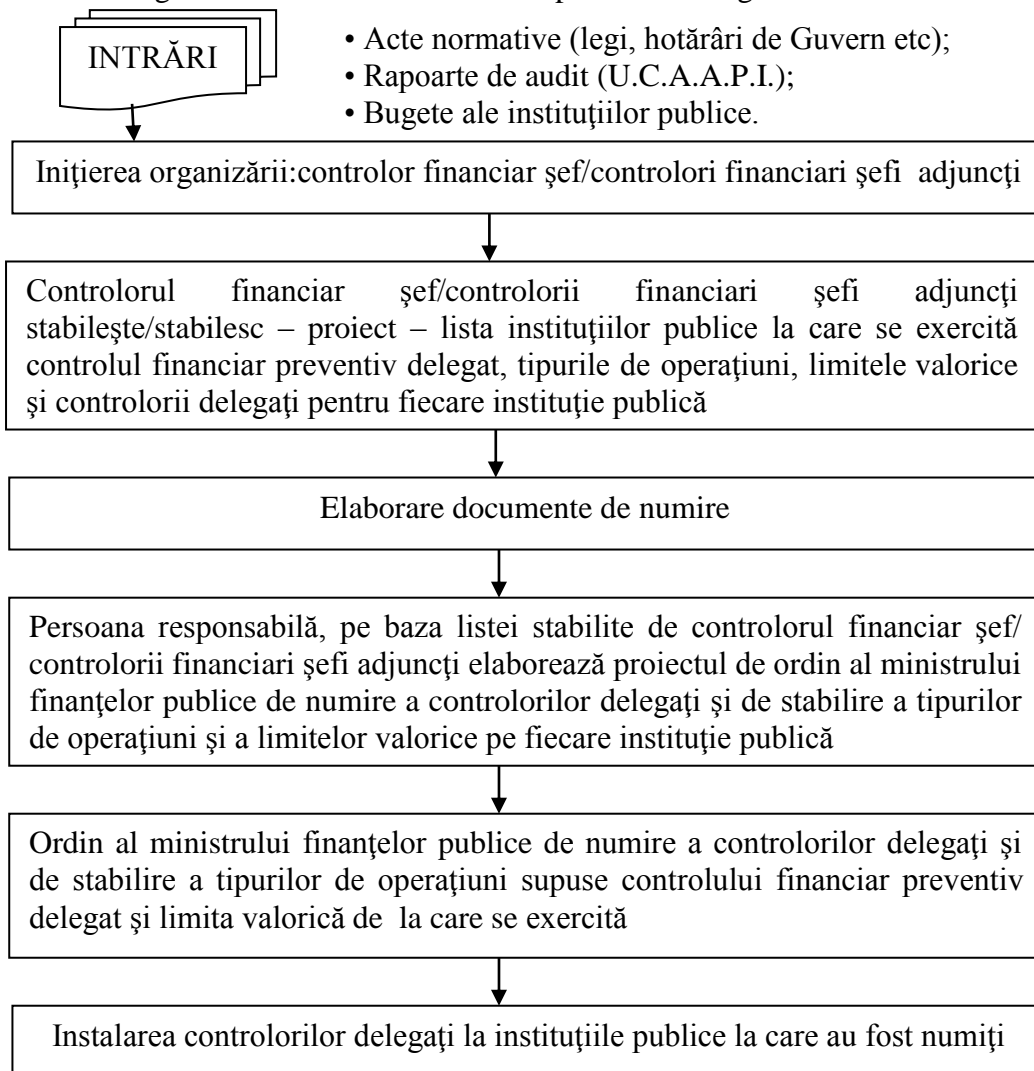 INTRĂRI
• Acte normative (legi, hotărâri de Guvern etc);
• Rapoarte de audit (U.C.A.A.P.I.);
• Bugete ale instituţiilor publice.
Iniţierea organizării:controlor financiar şef/controlori financiari şefi adjuncţi
Controlorul financiar şef/controlorii financiari şefi adjuncţi
stabileşte/stabilesc – proiect – lista instituţiilor publice la care se exercită
controlul financiar preventiv delegat, tipurile de operaţiuni, limitele valorice
şi controlorii delegaţi pentru fiecare instituţie publică
Elaborare documente de numire
Persoana responsabilă, pe baza listei stabilite de controlorul financiar şef/
controlorii financiari şefi adjuncţi elaborează proiectul de ordin al ministrului
finanţelor publice de numire a controlorilor delegaţi şi de stabilire a tipurilor
de operaţiuni şi a limitelor valorice pe fiecare instituţie publică
Ordin al ministrului finanţelor publice de numire a controlorilor delegaţi şi
de stabilire a tipurilor de operaţiuni supuse controlului financiar preventiv
delegat şi limita valorică de la care se exercită
Instalarea controlorilor delegaţi la instituţiile publice la care au fost numiţi